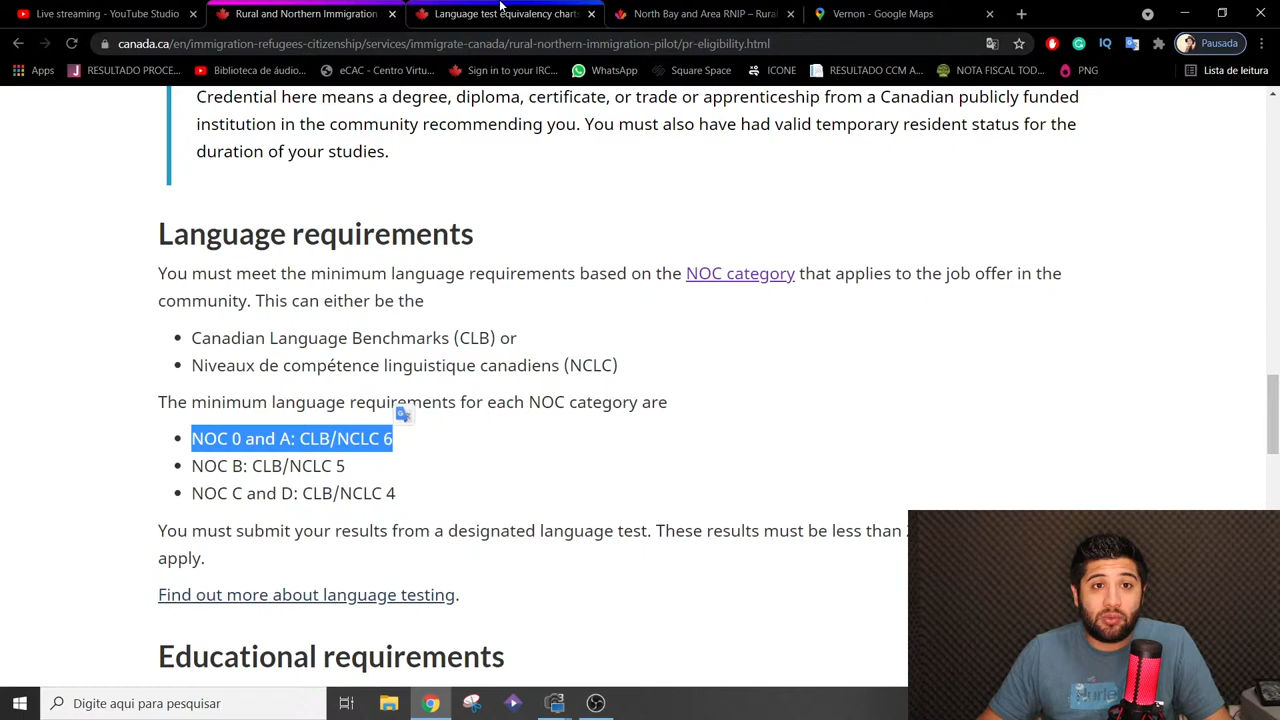 Live streaming - YouTube Studio
Rural and Northern Immigration
Language test equivalency charts
North Bay and Area RNIP – Rural
Vernon - Google Maps
canada.ca/en/immigration-refugees-citizenship/services/immigrate-canada/rural-northern-immigration-pilot/pr-eligibility.html
Pausada
Apps
RESULTADO PROCE...
Biblioteca de áudio...
eCAC - Centro Virtu...
Sign in to your IRC...
WhatsApp
Square Space
ICONE
RESULTADO CCM A...
NOTA FISCAL TOD...
PNG
Lista de leitura
Credential here means a degree, diploma, certificate, or trade or apprenticeship from a Canadian publicly funded
institution in the community recommending you. You must also have had valid temporary resident status for the
duration of your studies.
Language requirements
You must meet the minimum language requirements based on the NOC category that applies to the job offer in the
community. This can either be the
• Canadian Language Benchmarks (CLB) or
• Niveaux de compétence linguistique canadiens (NCLC)
The minimum language requirements for each NOC category are
• NOC 0 and A: CLB/NCLC 6
• NOC B: CLB/NCLC 5
• NOC C and D: CLB/NCLC 4
You must submit your results from a designated language test. These results must be less than
apply.
Find out more about language testing.
Educational requirements
Digite aqui para pesquisar